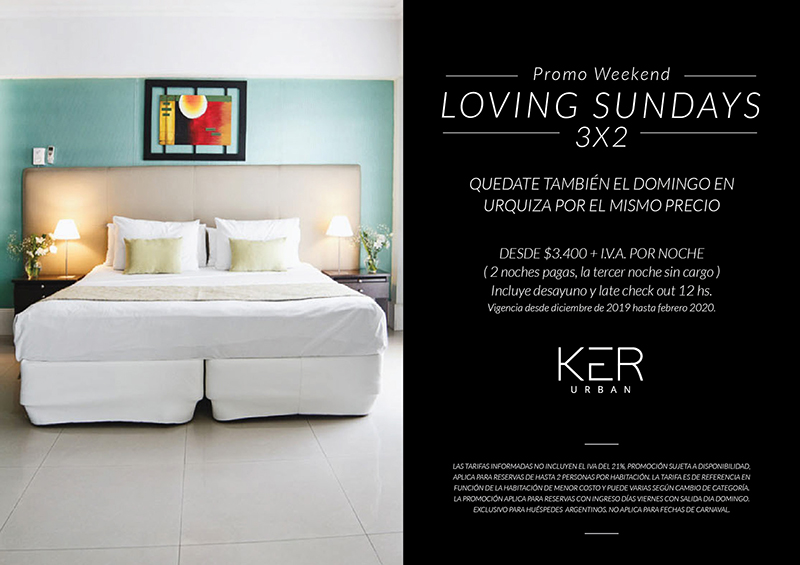 Promo Weekend
LOVING SUNDAYS
3X2
QUEDATE TAMBIÉN EL DOMINGO EN
URQUIZA POR EL MISMO PRECIO
DESDE $3.400 + I.V.A. POR NOCHE
( 2 noches pagas, la tercer noche sin cargo )
Incluye desayuno y late check out 12 hs.
Vigencia desde diciembre de 2019 hasta febrero 2020.
KER
URBAN
LAS TARIFAS INFORMADAS NO INCLUYEN EL IVA DEL 21%, PROMOCIÓN SUJETA A DISPONIBILIDAD,
APLICA PARA RESERVAS DE HASTA 2 PERSONAS POR HABITACIÓN. LA TARIFA ES DE REFERENCIA EN
FUNCIÓN DE LA HABITACIÓN DE MENOR COSTO Y PUEDE VARIAS SEGÚN CAMBIO DE CATEGORÍA.
LA PROMOCIÓN APLICA PARA RESERVAS CON INGRESO DÍAS VIERNES CON SALIDA DIA DOMINGO.
EXCLUSIVO PARA HUÉSPEDES ARGENTINOS. NO APLICA PARA FECHAS DE CARNAVAL.